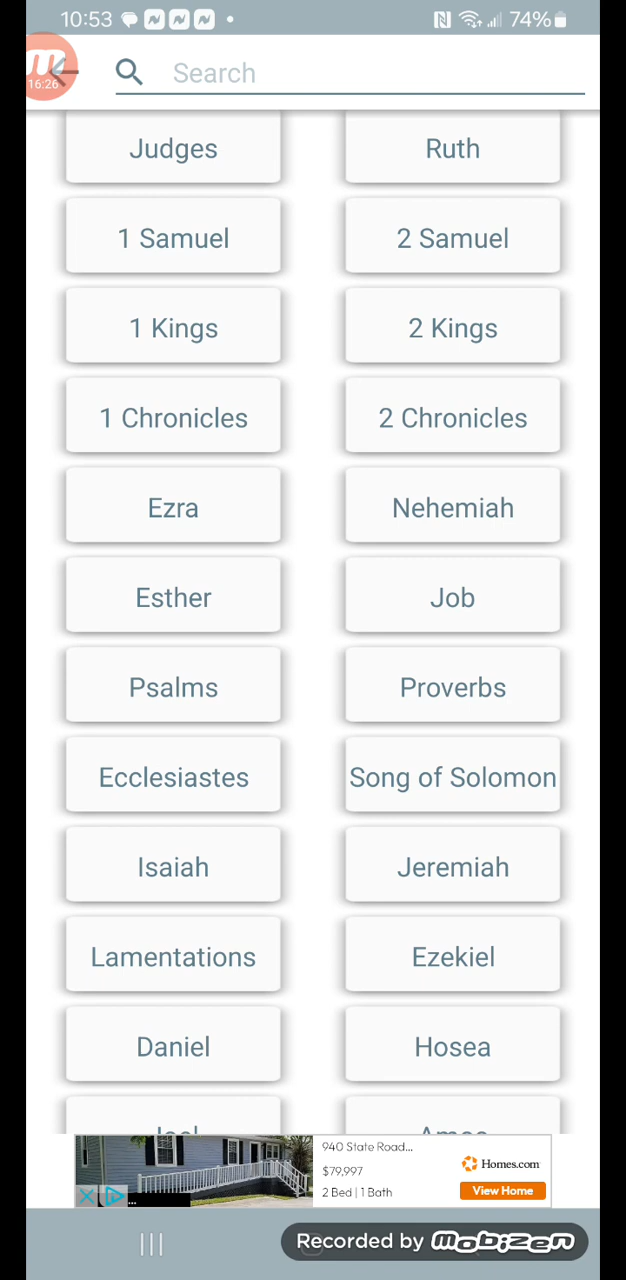 10:53
74%
16:26
Search
Judges
Ruth
1 Samuel
2 Samuel
1 Kings
2 Kings
1 Chronicles
2 Chronicles
Ezra
Nehemiah
Esther
Job
Psalms
Proverbs
Ecclesiastes
Song of Solomon
Isaiah
Jeremiah
Lamentations
Ezekiel
Daniel
Hosea
Joel
Amos
940 State Road...
$79,997
2 Bed | 1 Bath
Homes.com
View Home
...
Recorded by mobizen